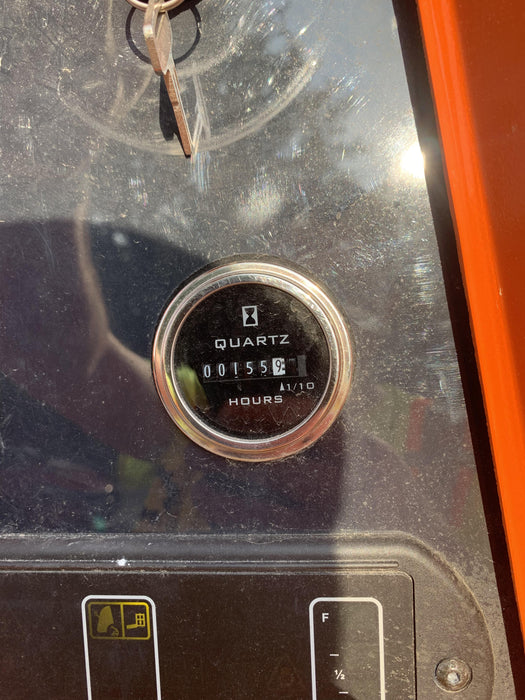 QUARTZ
001559
1/10
HOURS
F
½